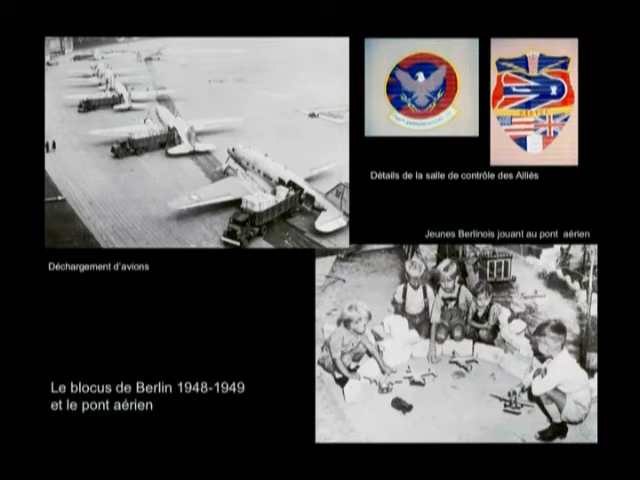 Détails de la salle de contrôle des Alliés
Jeunes Berlinois jouant au pont aérien
Déchargement d'avions
Le blocus de Berlin 1948-1949
et le pont aérien